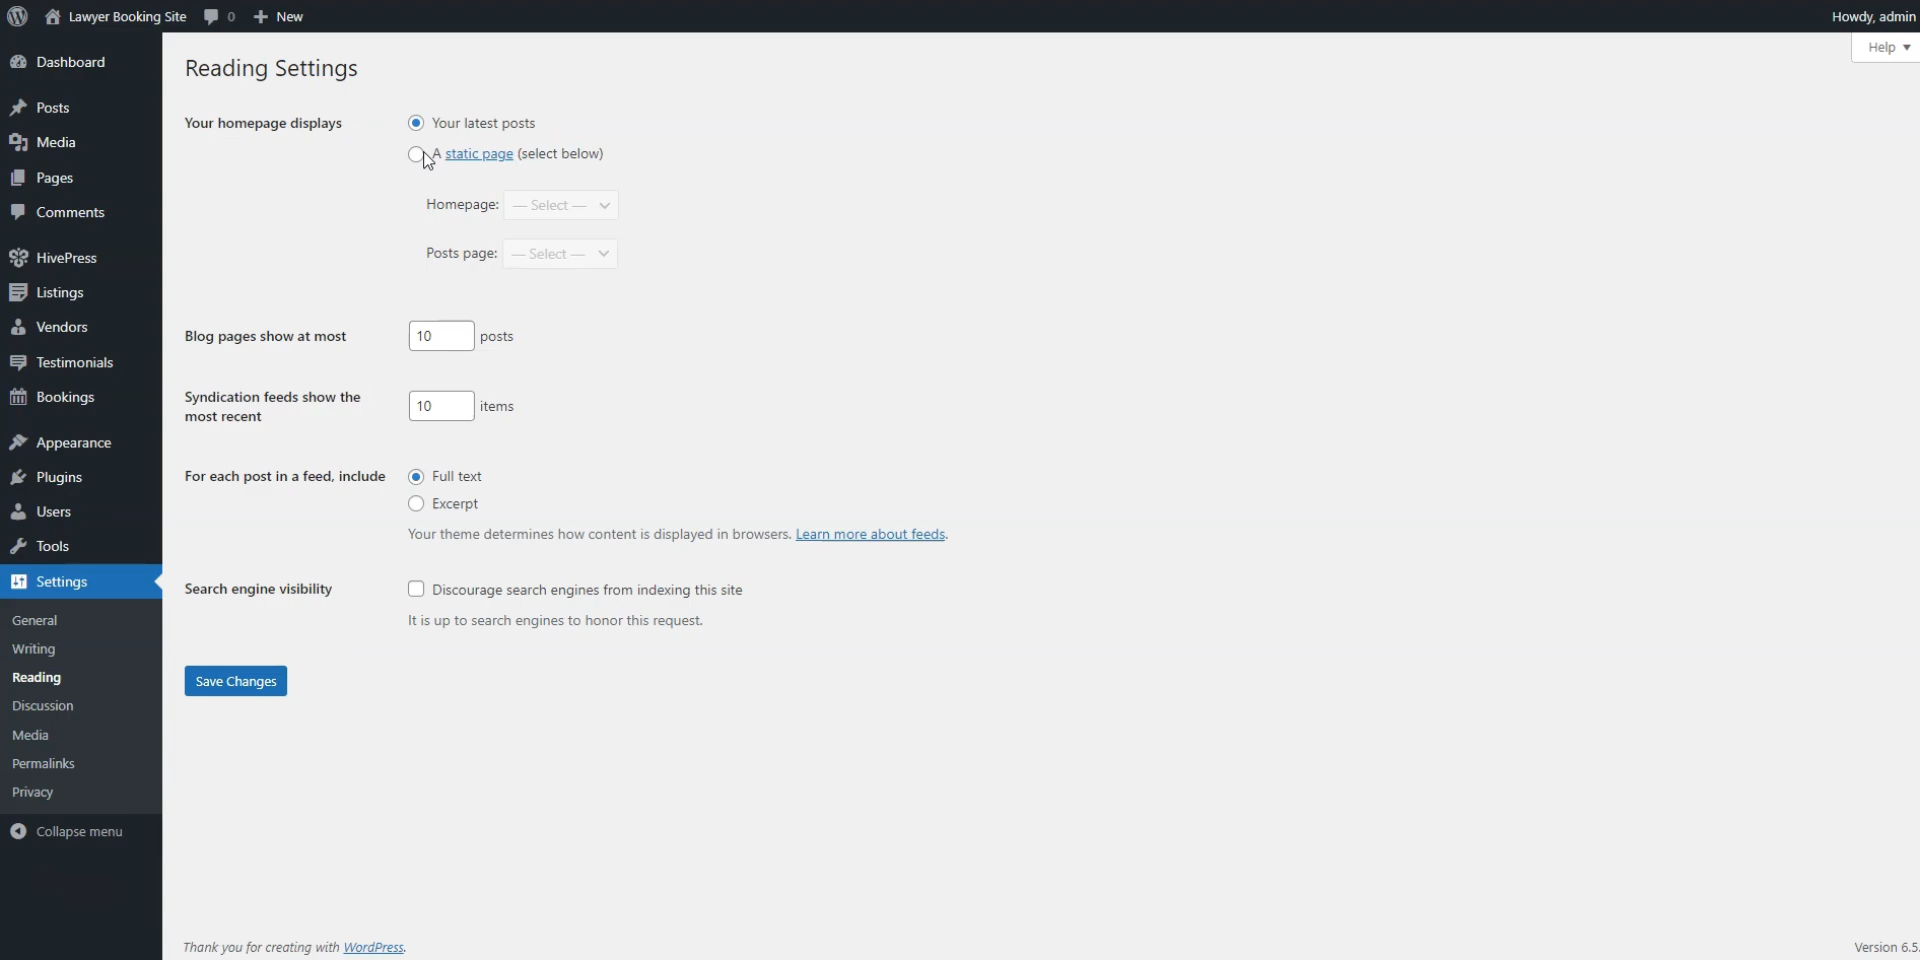 Lawyer Booking Site 0 New Howdy, admin
Help
Dashboard
Posts
Media
Pages
Comments
HivePress
Listings
Vendors
Testimonials
Bookings
Appearance
Plugins
Users
Tools
Settings
General
Writing
Reading
Discussion
Media
Permalinks
Privacy
Collapse menu
Reading Settings
Your homepage displays
Your latest posts
A static page (select below)
Homepage: — Select —
Posts page: — Select —
Blog pages show at most 10 posts
Syndication feeds show the
most recent
10 items
For each post in a feed, include
Full text
Excerpt
Your theme determines how content is displayed in browsers. Learn more about feeds.
Search engine visibility
Discourage search engines from indexing this site
It is up to search engines to honor this request.
Save Changes
Thank you for creating with WordPress.
Version 6.5.